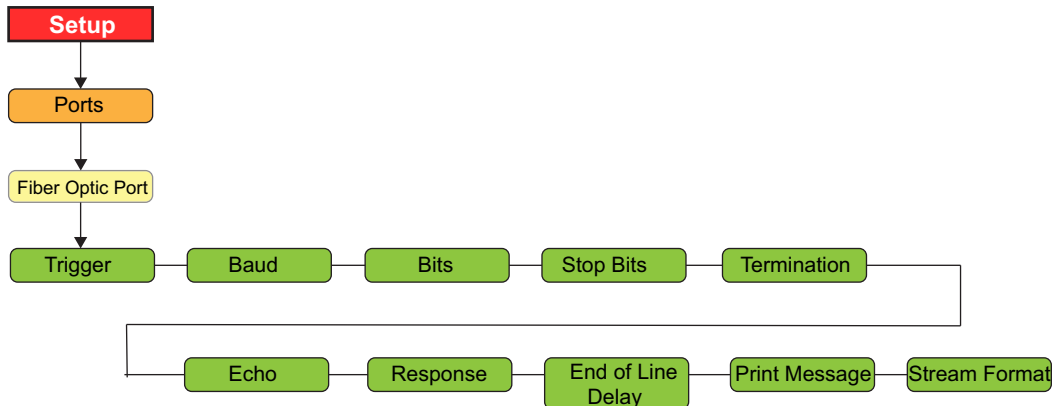 Setup
Ports
Fiber Optic Port
Trigger
Baud
Bits
Stop Bits
Termination
Echo
Response
End of Line
Delay
Print Message
Stream Format